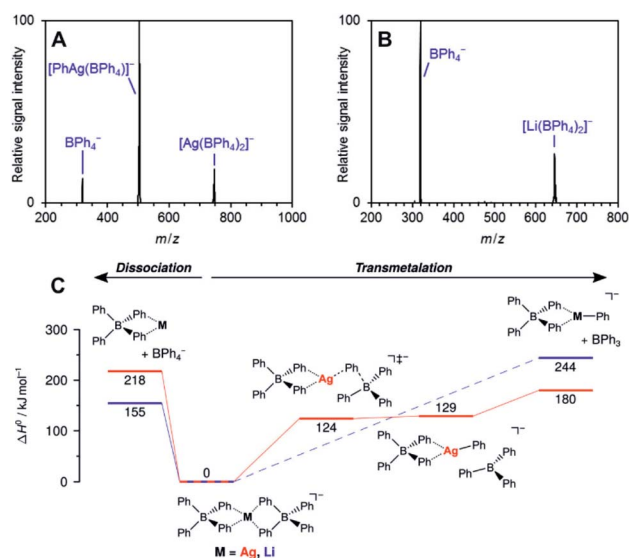 A
100
Relative signal intensity
0
[PhAg(BPh4)]−
BPh4−
[Ag(BPh4)2]−
200 400 600 800 1000
m/z
B
100
Relative signal intensity
0
BPh4−
[Li(BPh4)2]−
200 300 400 500 600 700 800
m/z
C
Dissociation
Transmetalation
ΔH⁰ / kJ mol−1
300
200
100
0
Ph Ph
B M
Ph Ph
+ BPh4−
218
155
0
Ph Ph Ph Ph
B M B
Ph Ph Ph Ph
−
M = Ag, Li
Ph Ph Ph Ph
B Ag B
Ph Ph Ph Ph
‡−
124
129
Ph Ph Ph
B Ag
Ph Ph Ph B Ph
Ph
−
Ph Ph
B M Ph
Ph Ph
−
+ BPh3
244
180